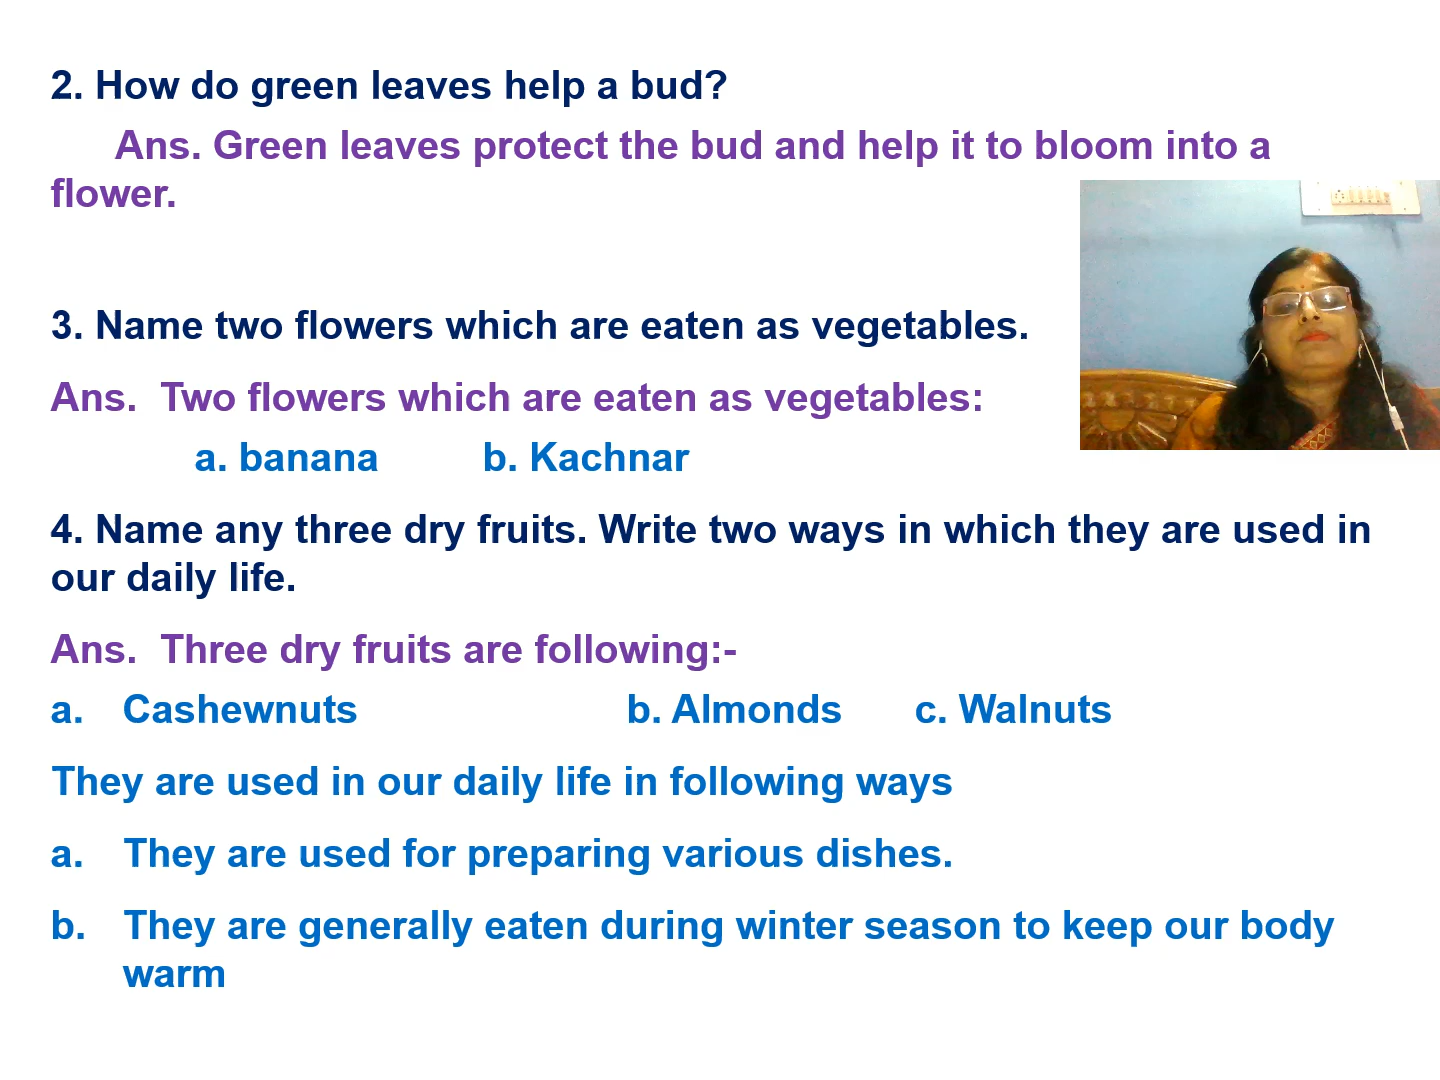 2. How do green leaves help a bud?
Ans. Green leaves protect the bud and help it to bloom into a
flower.
3. Name two flowers which are eaten as vegetables.
Ans. Two flowers which are eaten as vegetables:
a. banana b. Kachnar
4. Name any three dry fruits. Write two ways in which they are used in
our daily life.
Ans. Three dry fruits are following:-
a. Cashewnuts b. Almonds c. Walnuts
They are used in our daily life in following ways
a. They are used for preparing various dishes.
b. They are generally eaten during winter season to keep our body
warm